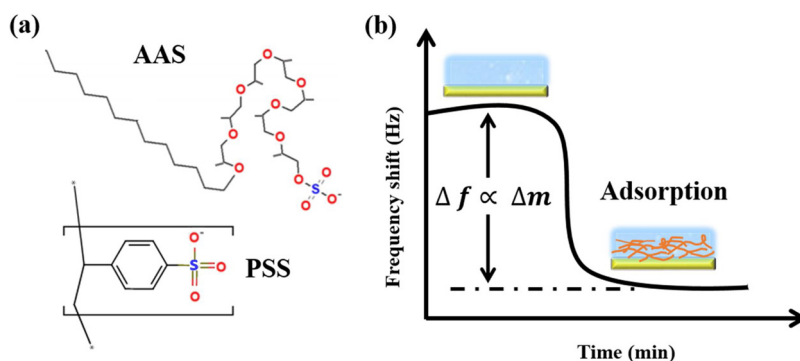 (a)
AAS
O
O
O
O
O
O
O
O
S
O
O
O-
O-
S
O
O
PSS
(b)
Frequency shift (Hz)
Δ f ∝ Δm
Adsorption
Time (min)